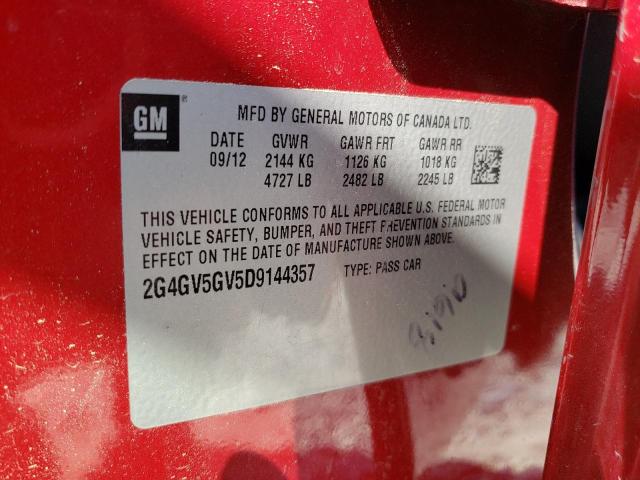 GM ®
MFD BY GENERAL MOTORS OF CANADA LTD.
DATE GVWR GAWR FRT GAWR RR
09/12 2144 KG 1126 KG 1018 KG
4727 LB 2482 LB 2245 LB
THIS VEHICLE CONFORMS TO ALL APPLICABLE U.S. FEDERAL MOTOR
VEHICLE SAFETY, BUMPER, AND THEFT PREVENTION STANDARDS IN
EFFECT ON THE DATE OF MANUFACTURE SHOWN ABOVE.
2G4GV5GV5D9144357 TYPE: PASS CAR